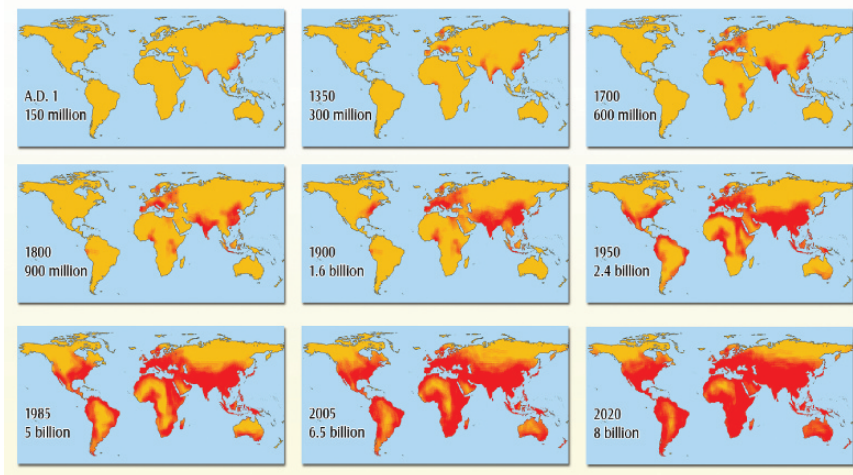 A.D. 1
150 million
1350
300 million
1700
600 million
1800
900 million
1900
1.6 billion
1950
2.4 billion
1985
5 billion
2005
6.5 billion
2020
8 billion